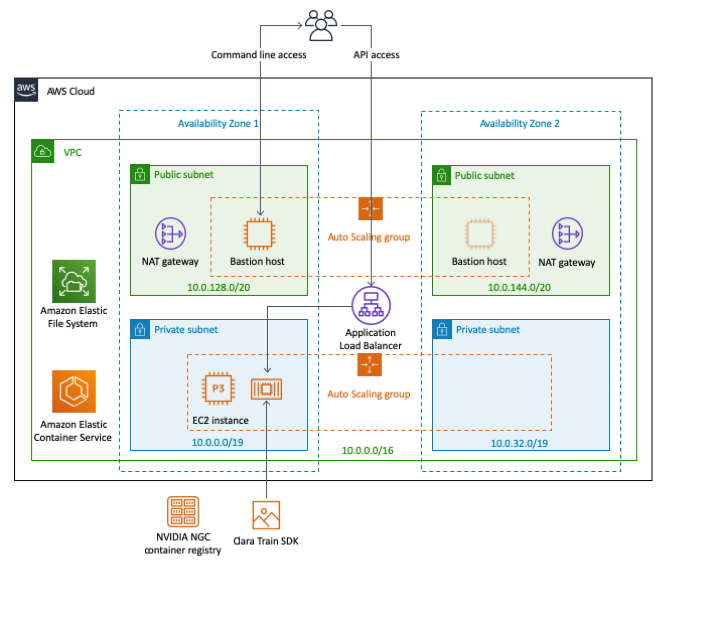 Command line access
API access
aws
AWS Cloud
Availability Zone 1
Availability Zone 2
VPC
Public subnet
Public subnet
Auto Scaling group
NAT gateway
Bastion host
Bastion host
NAT gateway
10.0.128.0/20
10.0.144.0/20
Amazon Elastic
File System
Application
Load Balancer
Private subnet
Private subnet
P3
Auto Scaling group
EC2 instance
Amazon Elastic
Container Service
10.0.0.0/19
10.0.0.0/16
10.0.32.0/19
NVIDIA NGC
container registry
Clara Train SDK